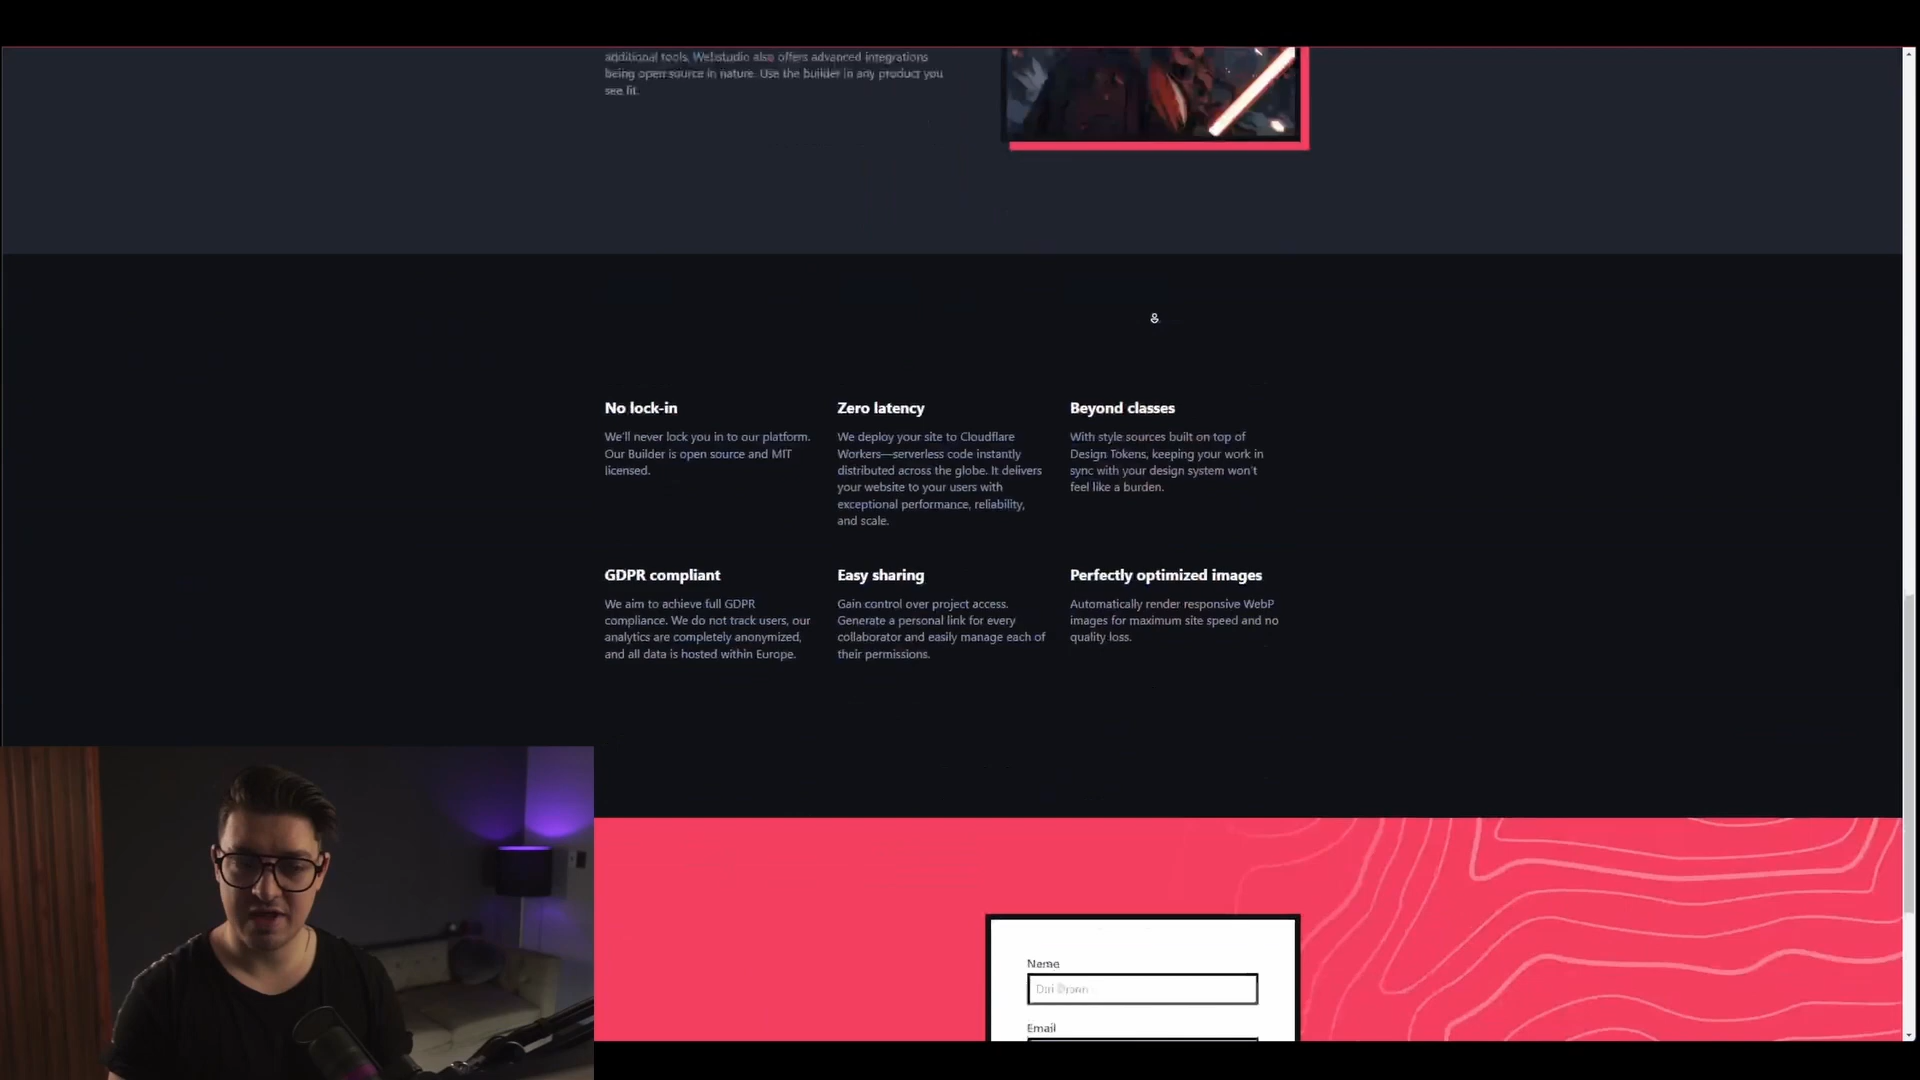 additional tools, Webstudio also offers advanced integrations
being open source in nature. Use the builder in any product you
see fit.
No lock-in
We'll never lock you in to our platform.
Our Builder is open source and MIT
licensed.
Zero latency
We deploy your site to Cloudflare
Workers—serverless code instantly
distributed across the globe. It delivers
your website to your users with
exceptional performance, reliability,
and scale.
Beyond classes
With style sources built on top of
Design Tokens, keeping your work in
sync with your design system won't
feel like a burden.
GDPR compliant
We aim to achieve full GDPR
compliance. We do not track users, our
analytics are completely anonymized,
and all data is hosted within Europe.
Easy sharing
Gain control over project access.
Generate a personal link for every
collaborator and easily manage each of
their permissions.
Perfectly optimized images
Automatically render responsive WebP
images for maximum site speed and no
quality loss.
Name
Email